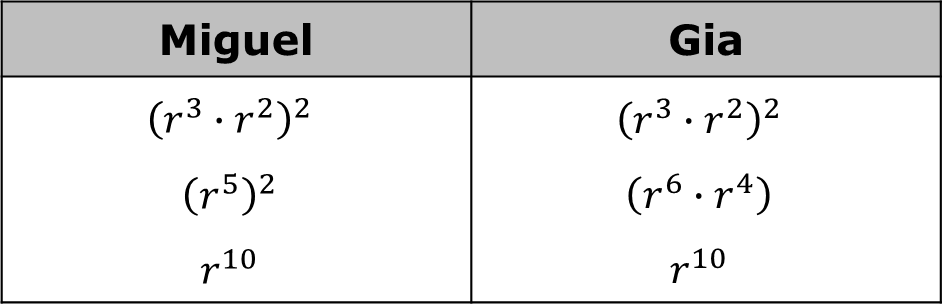 Miguel Gia
(𝑟³ · 𝑟²)² (𝑟³ · 𝑟²)²
(𝑟⁵)² (𝑟⁶ · 𝑟⁴)
𝑟¹⁰ 𝑟¹⁰